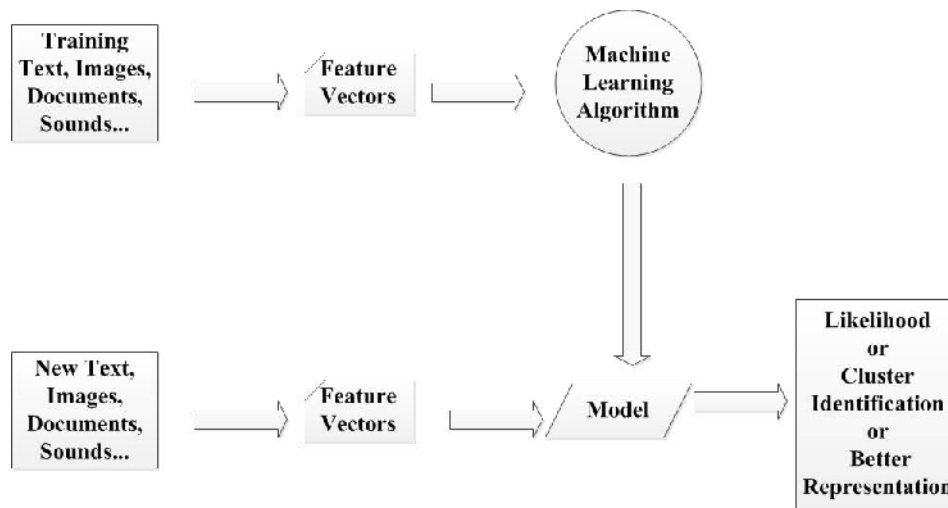 Training
Text, Images,
Documents,
Sounds...
Feature
Vectors
Machine
Learning
Algorithm
New Text,
Images,
Documents,
Sounds...
Feature
Vectors
Model
Likelihood
or
Cluster
Identification
or
Better
Representation